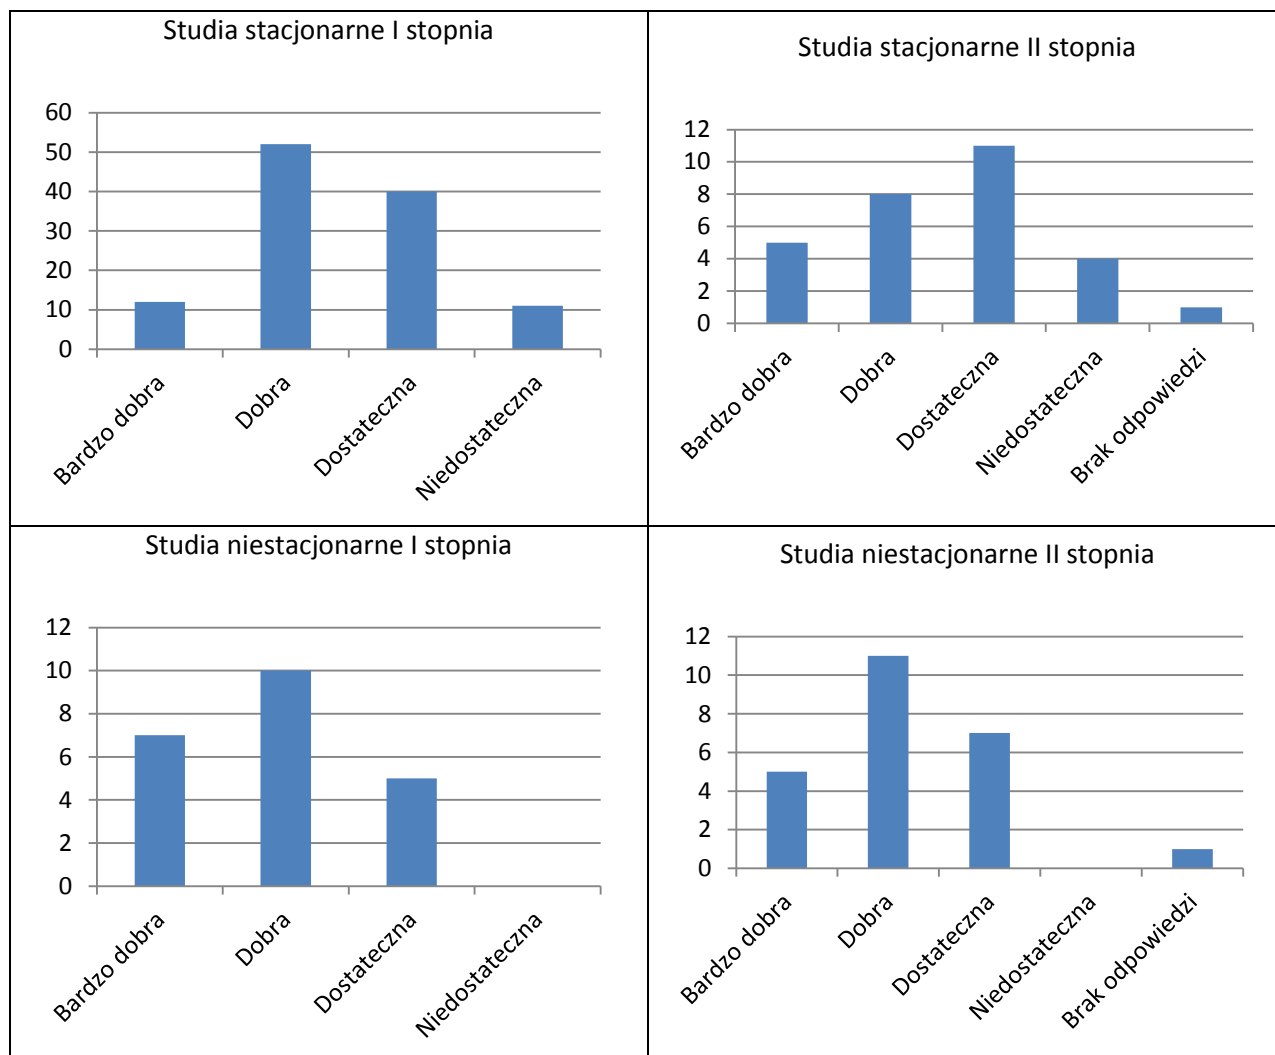 Studia stacjonarne I stopnia
60
50
40
30
20
10
0
Bardzo dobra
Dobra
Dostateczna
Niedostateczna
Studia stacjonarne II stopnia
12
10
8
6
4
2
0
Bardzo dobra
Dobra
Dostateczna
Niedostateczna
Brak odpowiedzi
Studia niestacjonarne I stopnia
12
10
8
6
4
2
0
Bardzo dobra
Dobra
Dostateczna
Niedostateczna
Studia niestacjonarne II stopnia
12
10
8
6
4
2
0
Bardzo dobra
Dobra
Dostateczna
Niedostateczna
Brak odpowiedzi